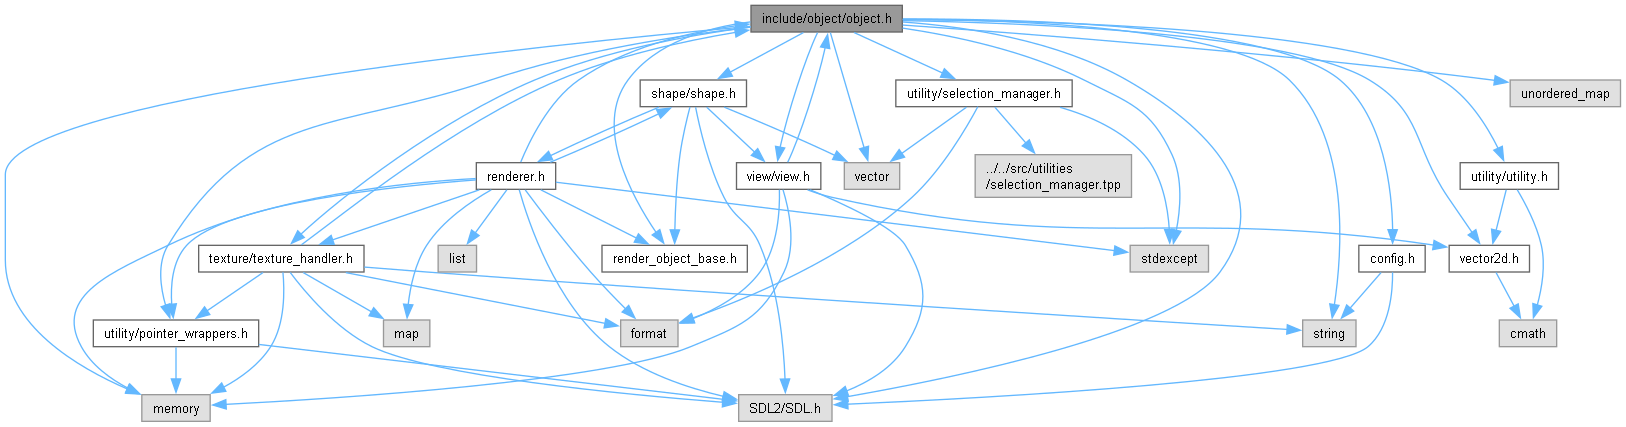 include/object/object.h
shape/shape.h
utility/selection_manager.h
unordered_map
renderer.h
view/view.h
vector
../../src/utilities
/selection_manager.tpp
utility/utility.h
texture/texture_handler.h
list
render_object_base.h
stdexcept
config.h
vector2d.h
utility/pointer_wrappers.h
map
format
string
cmath
memory
SDL2/SDL.h